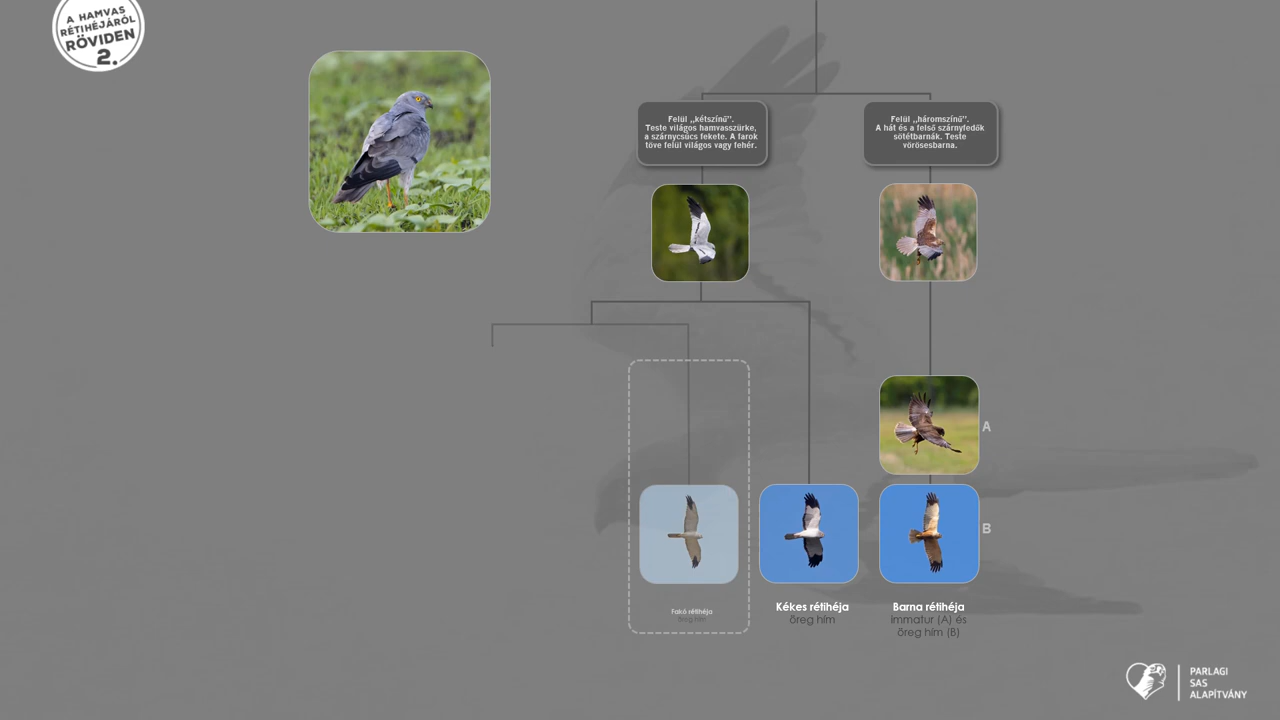 A HAMVAS
RÉTIHÉJÁRÓL
RÖVIDEN
2.
Felül „kétszínű”.
Teste világos hamvasszürke,
a szárnycsúcs fekete. A farok
töve felül világos vagy fehér.
Felül „háromszínű”.
A hát és a felső szárnyfedők
sötétbarnák. Teste
vörösesbarna.
A
B
Fakó rétihéja
öreg hím
Kékes rétihéja
öreg hím
Barna rétihéja
immatur (A) és
öreg hím (B)
PARLAGI
SAS
ALAPÍTVÁNY